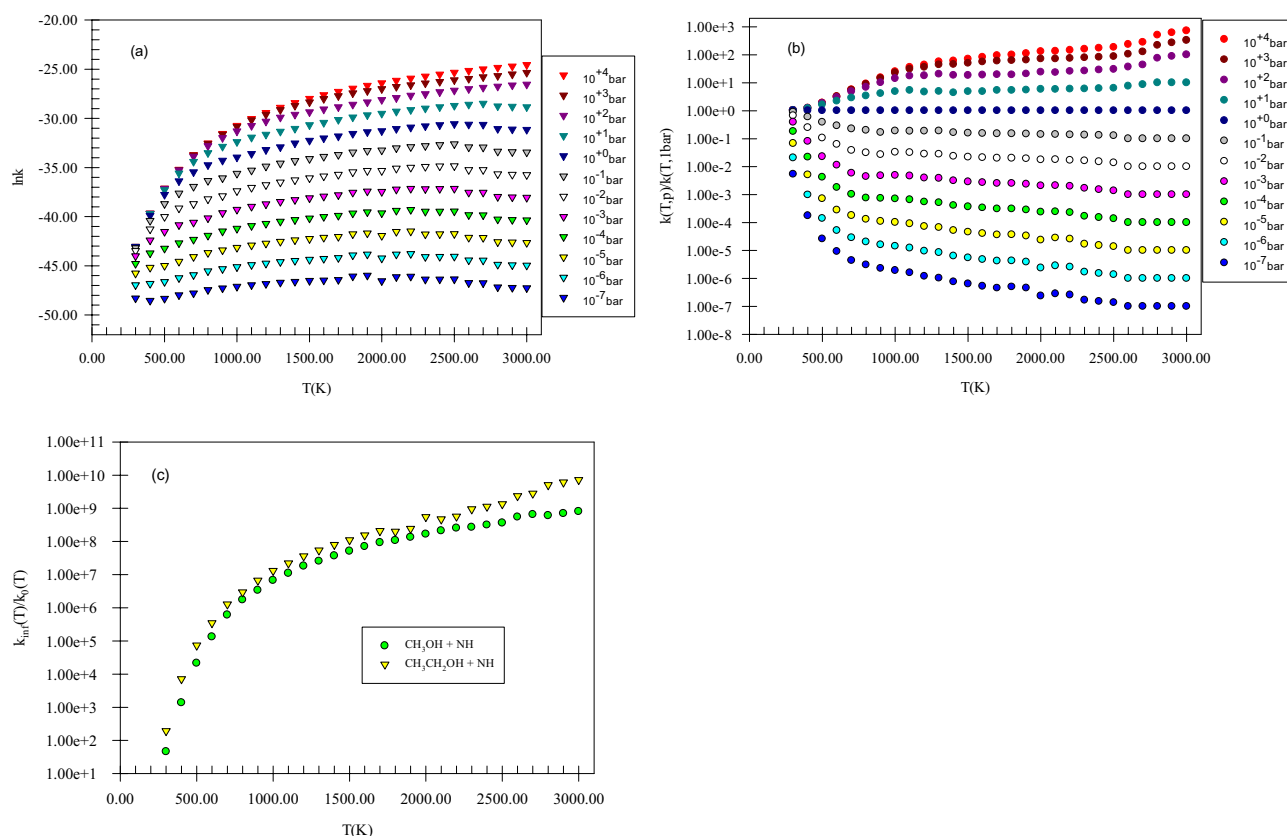 (a)
lnk
-20.00
-25.00
-30.00
-35.00
-40.00
-45.00
-50.00
0.00 500.00 1000.00 1500.00 2000.00 2500.00 3000.00
T(K)
10+4bar
10+3bar
10+2bar
10+1bar
10+0bar
10-1bar
10-2bar
10-3bar
10-4bar
10-5bar
10-6bar
10-7bar
(b)
k(T,p)/k(T,1bar)
1.00e+3
1.00e+2
1.00e+1
1.00e+0
1.00e-1
1.00e-2
1.00e-3
1.00e-4
1.00e-5
1.00e-6
1.00e-7
1.00e-8
0.00 500.00 1000.00 1500.00 2000.00 2500.00 3000.00
T(K)
10+4bar
10+3bar
10+2bar
10+1bar
10+0bar
10-1bar
10-2bar
10-3bar
10-4bar
10-5bar
10-6bar
10-7bar
(c)
kinf(T)/k0(T)
1.00e+11
1.00e+10
1.00e+9
1.00e+8
1.00e+7
1.00e+6
1.00e+5
1.00e+4
1.00e+3
1.00e+2
1.00e+1
CH3OH + NH
CH3CH2OH + NH
0.00 500.00 1000.00 1500.00 2000.00 2500.00 3000.00
T(K)